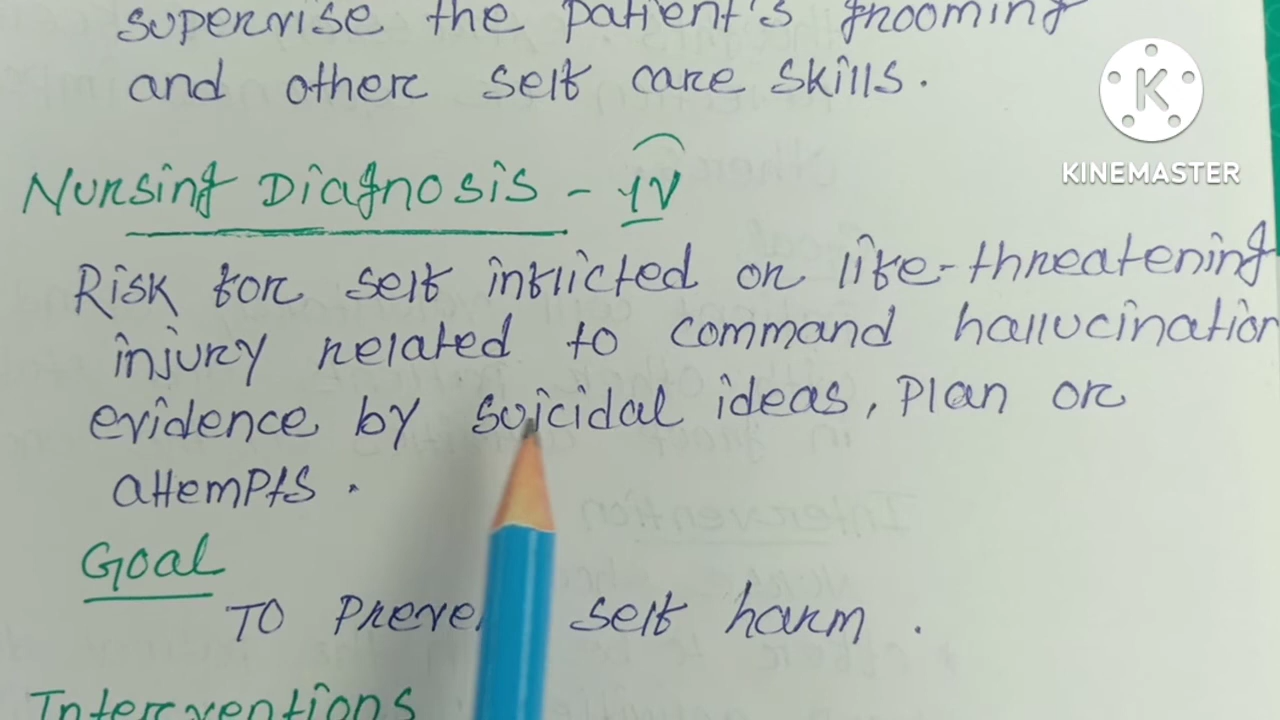 supervise the patient's grooming
and other self care skills.
KINEMASTER
Nursing Diagnosis - IV
Risk for self inflicted or life-threatening
injury related to command hallucination
evidence by suicidal ideas, Plan or
attempts.
Goal
To self harm.
Interventions